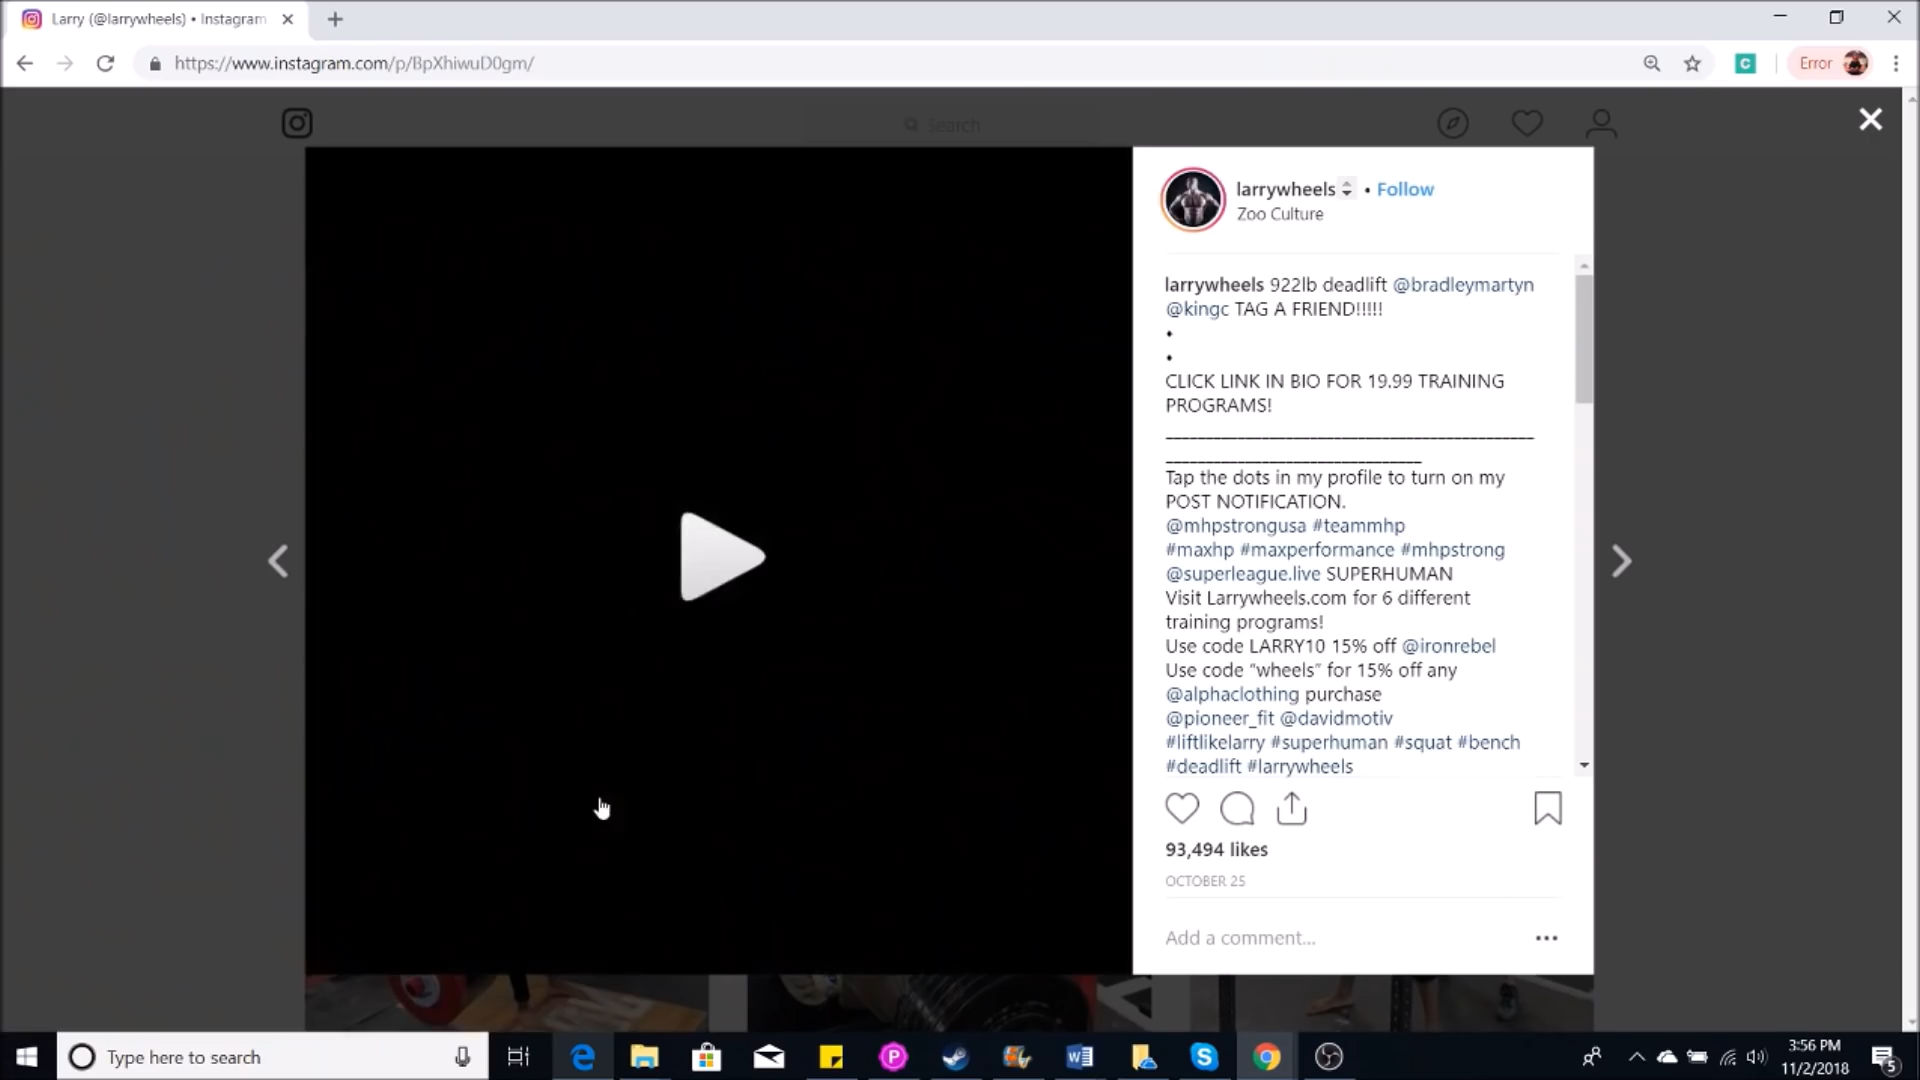 Larry (@larrywheels) • Instagram
https://www.instagram.com/p/BpXhiwuD0gm/
C
Error
Search
larrywheels • Follow
Zoo Culture
larrywheels 922lb deadlift @bradleymartyn
@kingc TAG A FRIEND!!!!!
•
•
CLICK LINK IN BIO FOR 19.99 TRAINING
PROGRAMS!
______________________________________________
________________________________
Tap the dots in my profile to turn on my
POST NOTIFICATION.
@mhpstrongusa #teammhp
#maxhp #maxperformance #mhpstrong
@superleague.live SUPERHUMAN
Visit Larrywheels.com for 6 different
training programs!
Use code LARRY10 15% off @ironrebel
Use code “wheels” for 15% off any
@alphaclothing purchase
@pioneer_fit @davidmotiv
#liftlikelarry #superhuman #squat #bench
#deadlift #larrywheels
93,494 likes
OCTOBER 25
Add a comment...
Type here to search
3:56 PM
11/2/2018
5